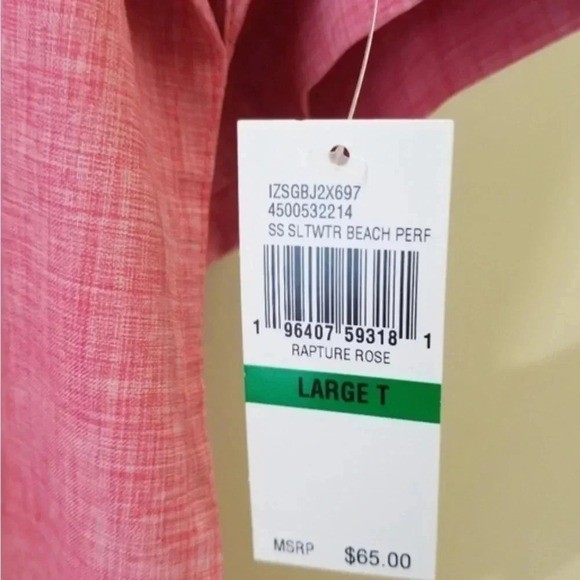 IZSGBJ2X697
4500532214
SS SLTWTR BEACH PERF
1 96407 59318 1
RAPTURE ROSE
LARGE T
MSRP $65.00